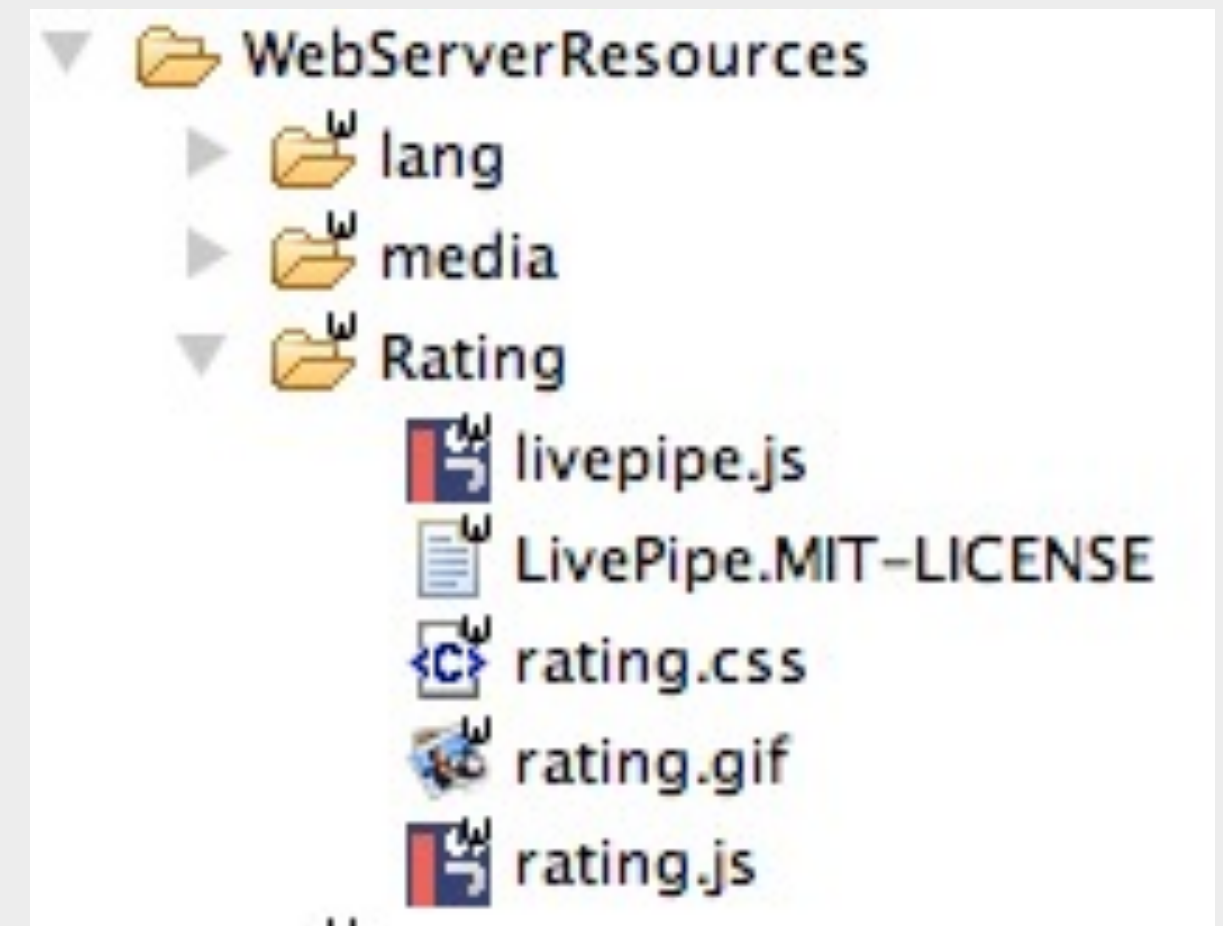 WebServerResources
lang
media
Rating
livepipe.js
LivePipe.MIT-LICENSE
rating.css
rating.gif
rating.js